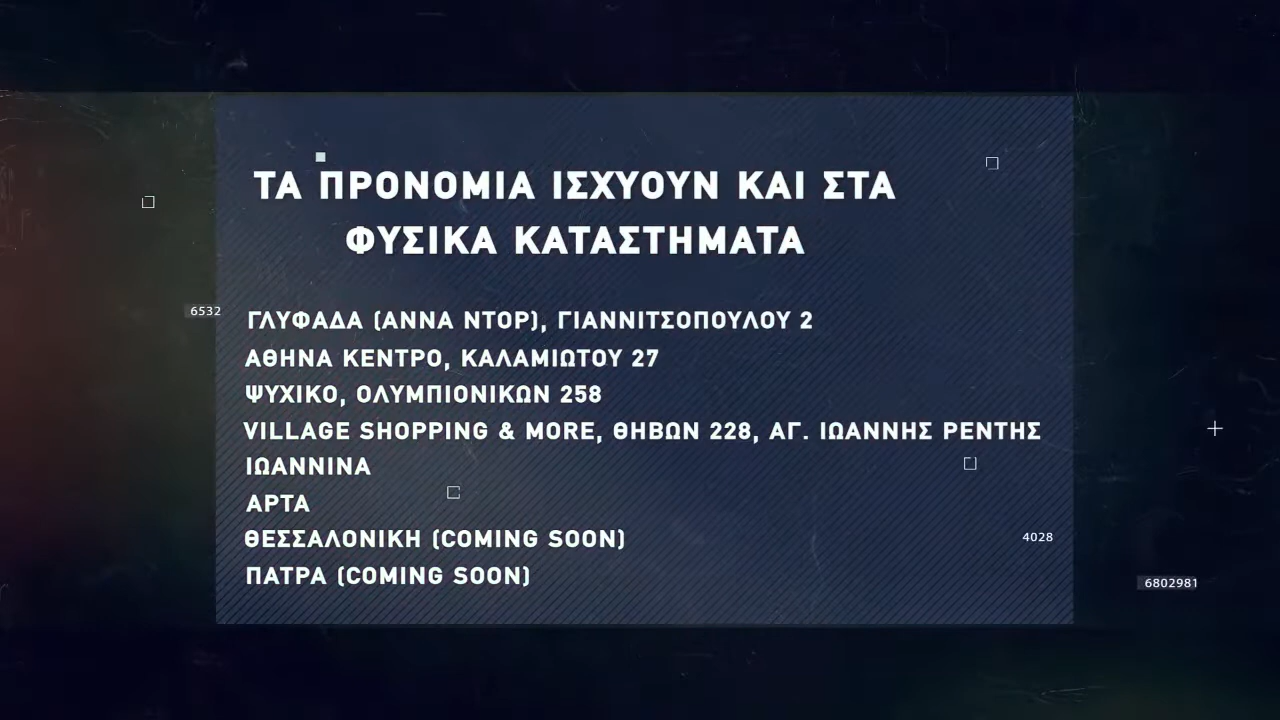 ΤΑ ΠΡΟΝΟΜΙΑ ΙΣΧΥΟΥΝ ΚΑΙ ΣΤΑ
ΦΥΣΙΚΑ ΚΑΤΑΣΤΗΜΑΤΑ
6532
ΓΛΥΦΑΔΑ (ΑΝΝΑ ΝΤΟΡ), ΓΙΑΝΝΙΤΣΟΠΟΥΛΟΥ 2
ΑΘΗΝΑ ΚΕΝΤΡΟ, ΚΑΛΑΜΙΩΤΟΥ 27
ΨΥΧΙΚΟ, ΟΛΥΜΠΙΟΝΙΚΩΝ 258
VILLAGE SHOPPING & MORE, ΘΗΒΩΝ 228, ΑΓ. ΙΩΑΝΝΗΣ ΡΕΝΤΗΣ
ΙΩΑΝΝΙΝΑ
ΑΡΤΑ
ΘΕΣΣΑΛΟΝΙΚΗ (COMING SOON)
4028
ΠΑΤΡΑ (COMING SOON)
6802981